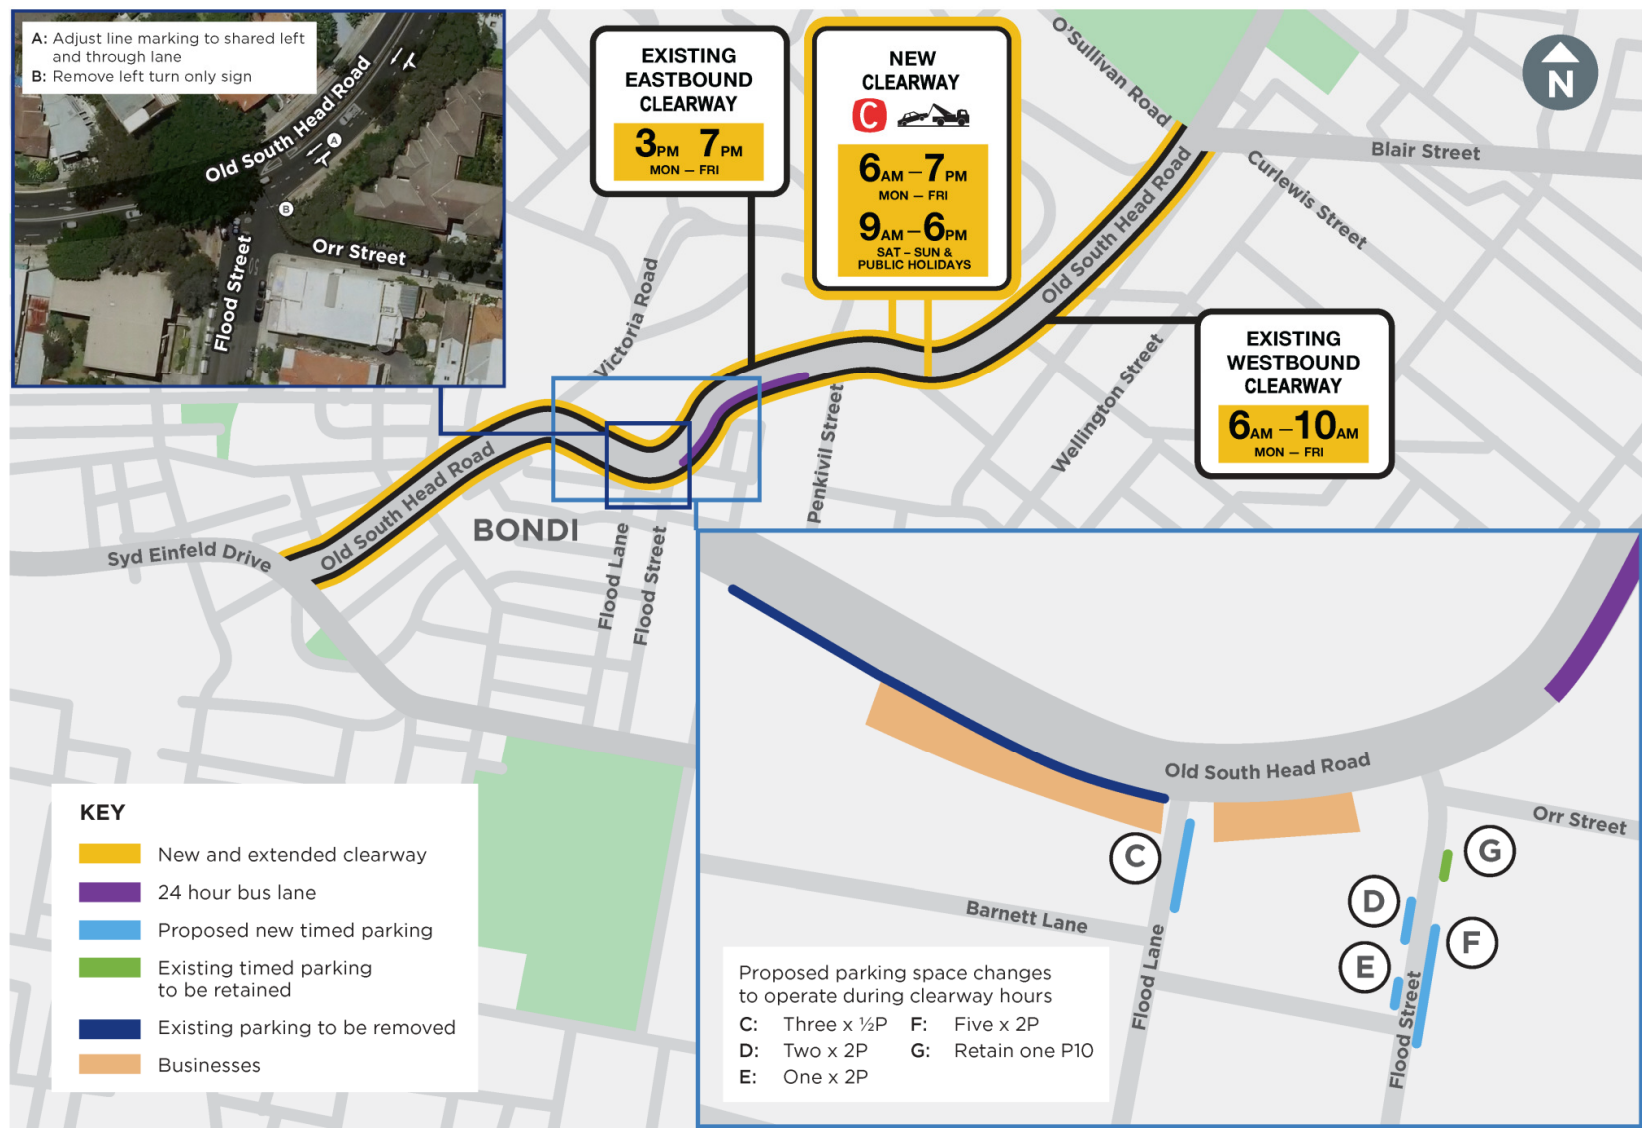 A: Adjust line marking to shared left
and through lane
B: Remove left turn only sign
Old South Head Road
A
B
Orr Street
Flood Street
50
EXISTING
EASTBOUND
CLEARWAY
3PM 7PM
MON – FRI
NEW
CLEARWAY
C
6AM – 7PM
MON – FRI
9AM – 6PM
SAT – SUN &
PUBLIC HOLIDAYS
O'Sullivan Road
N
Blair Street
Curlewis Street
Old South Head Road
Victoria Road
EXISTING
WESTBOUND
CLEARWAY
6AM – 10AM
MON – FRI
Wellington Street
Penkivil Street
Old South Head Road
BONDI
Syd Einfeld Drive
Flood Lane
Flood Street
Old South Head Road
Orr Street
C
G
D
F
E
Barnett Lane
Flood Lane
Flood Street
Proposed parking space changes
to operate during clearway hours
C: Three x ½P F: Five x 2P
D: Two x 2P G: Retain one P10
E: One x 2P
KEY
New and extended clearway
24 hour bus lane
Proposed new timed parking
Existing timed parking
to be retained
Existing parking to be removed
Businesses